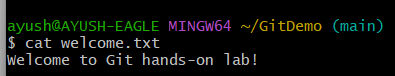 ayush@AYUSH-EAGLE MINGW64 ~/GitDemo (main)
$ cat welcome.txt
Welcome to Git hands-on lab!